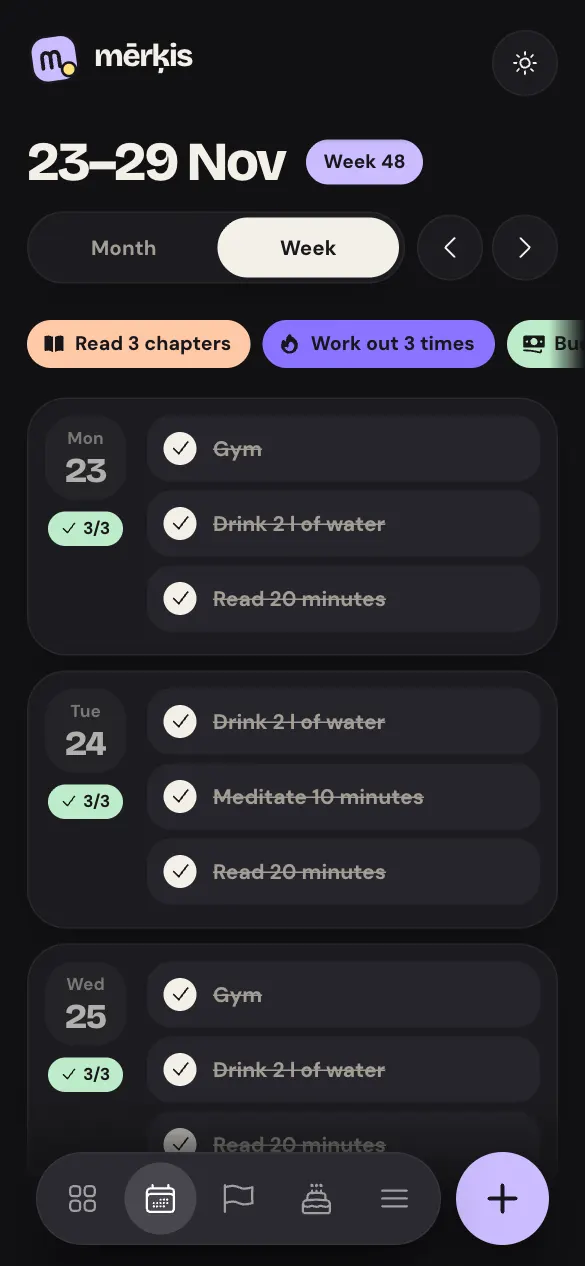 mērķis
23–29 Nov
Week 48
Month
Week
Read 3 chapters
Work out 3 times
Mon
23
3/3
Gym
Drink 2 l of water
Read 20 minutes
Tue
24
3/3
Drink 2 l of water
Meditate 10 minutes
Read 20 minutes
Wed
25
3/3
Gym
Drink 2 l of water
Read 20 minutes